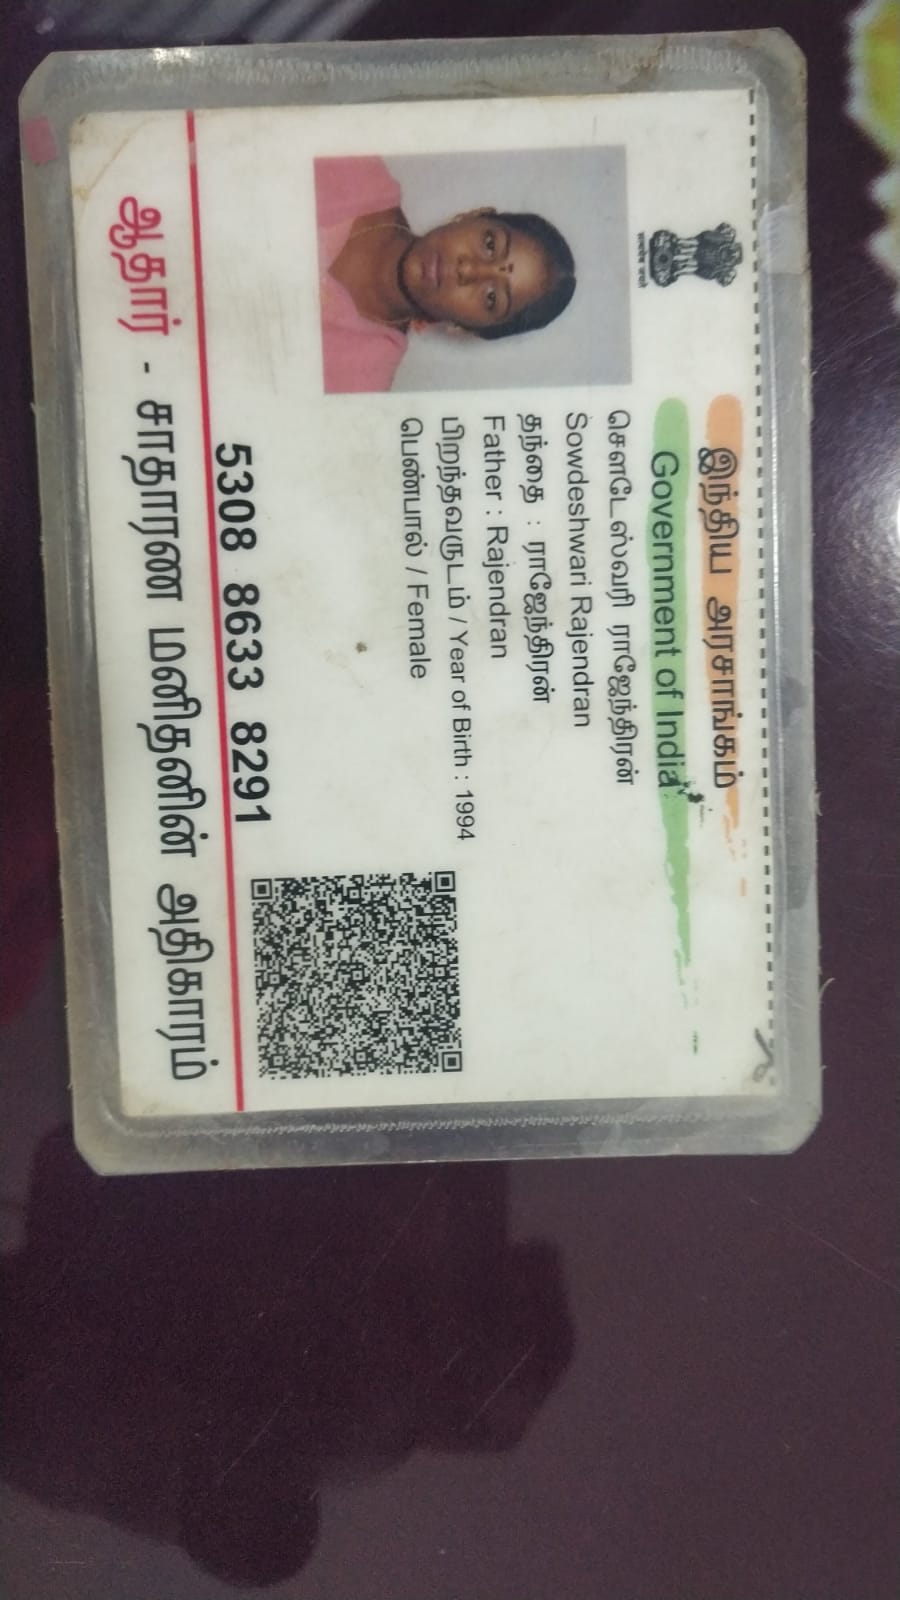 இந்திய அரசாங்கம்
Government of India
சௌடேஸ்வரி ராஜேந்திரன்
Sowdeshwari Rajendran
தந்தை : ராஜேந்திரன்
Father : Rajendran
பிறந்தவருடம் / Year of Birth : 1994
பெண்பால் / Female
5308 8633 8291
ஆதார் - சாதாரண மனிதனின் அதிகாரம்